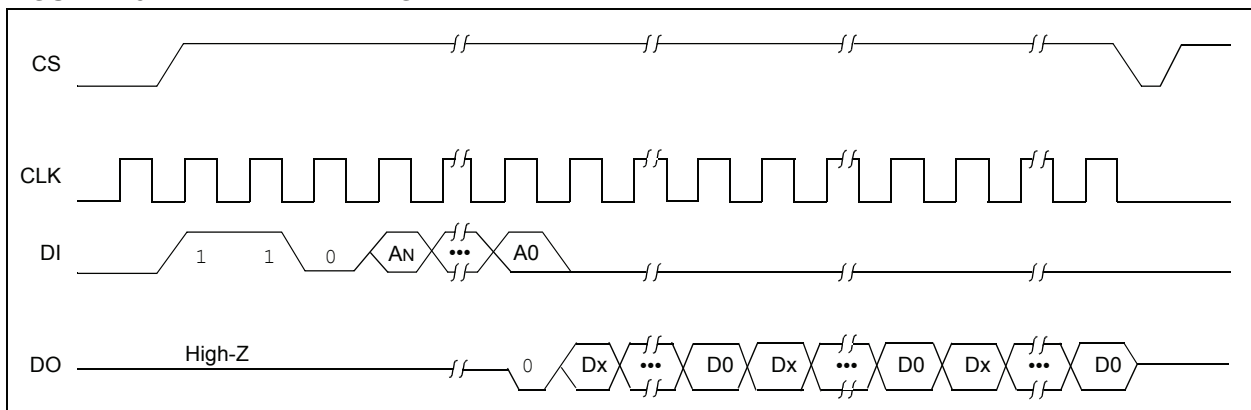 CS
CLK
DI 1 1 0 AN ••• A0
High-Z
DO 0 Dx ••• D0 Dx ••• D0 Dx ••• D0